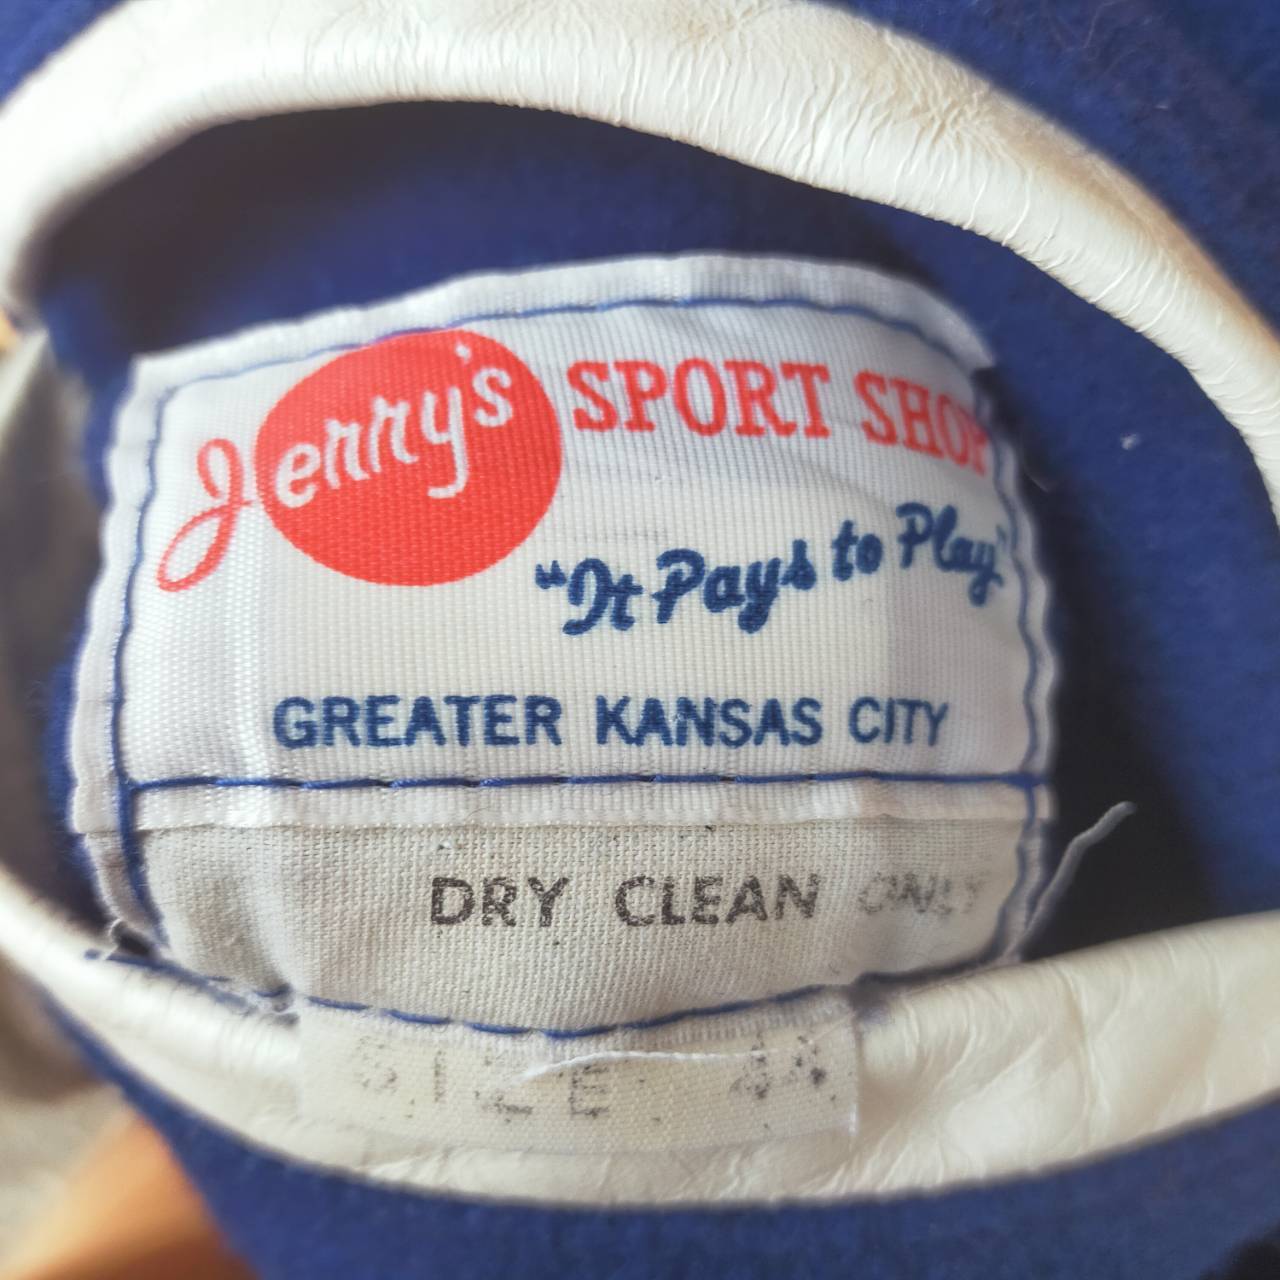 Jerry's SPORT SHOP
"It Pays to Play"
GREATER KANSAS CITY
DRY CLEAN ONLY
SIZE 44